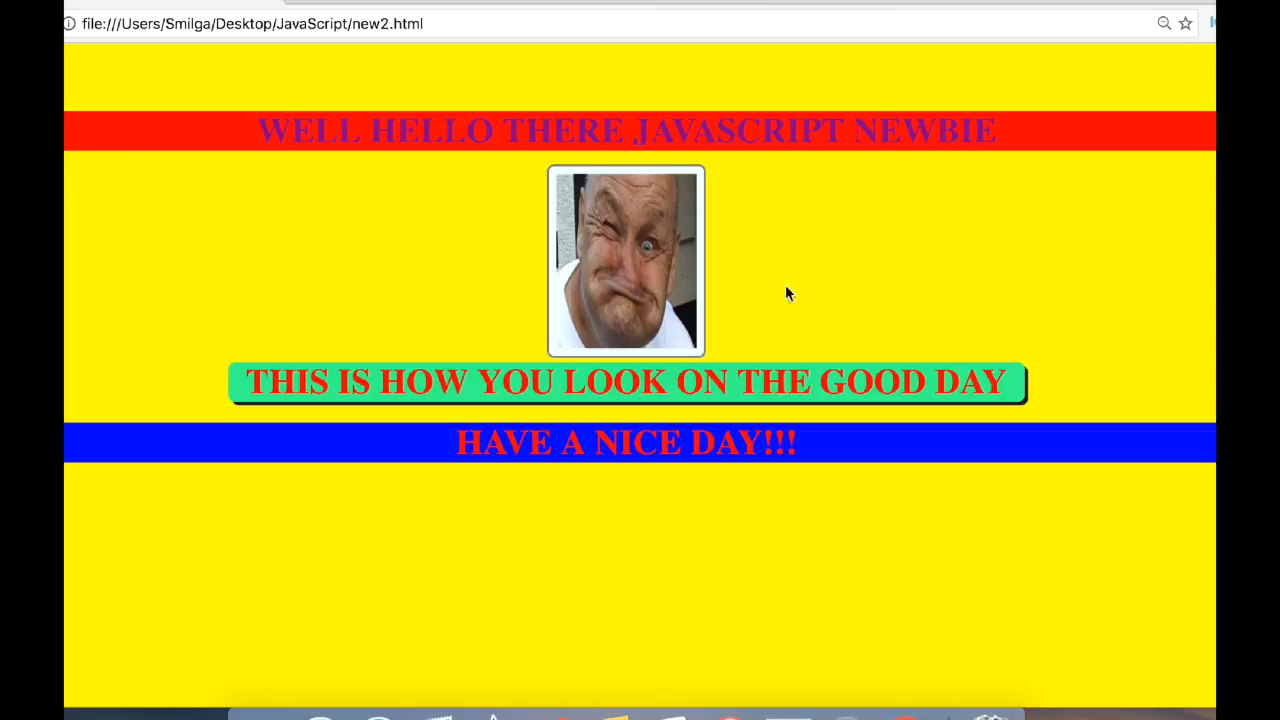 file:///Users/Smilga/Desktop/JavaScript/new2.html
WELL HELLO THERE JAVASCRIPT NEWBIE
THIS IS HOW YOU LOOK ON THE GOOD DAY
HAVE A NICE DAY!!!